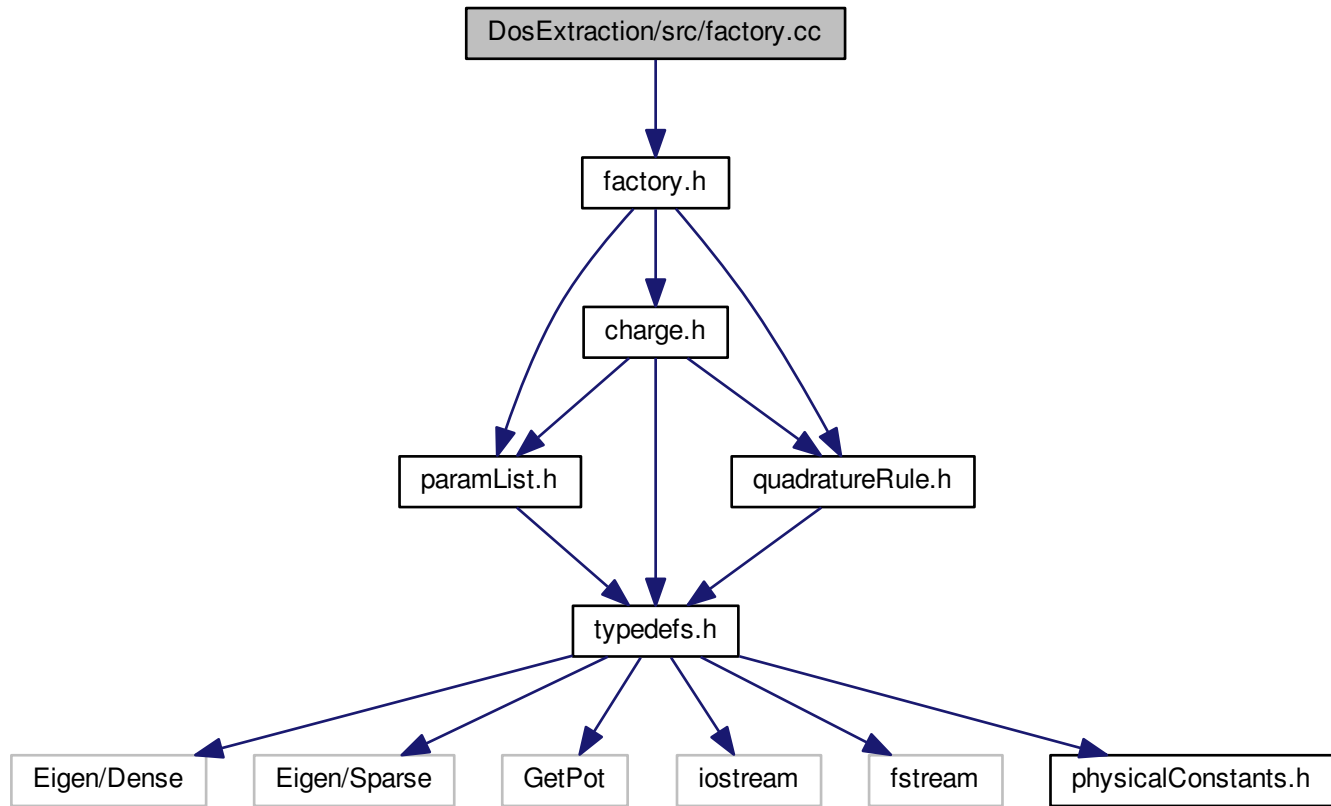 DosExtraction/src/factory.cc
factory.h
charge.h
paramList.h
quadratureRule.h
typedefs.h
Eigen/Dense
Eigen/Sparse
GetPot
iostream
fstream
physicalConstants.h